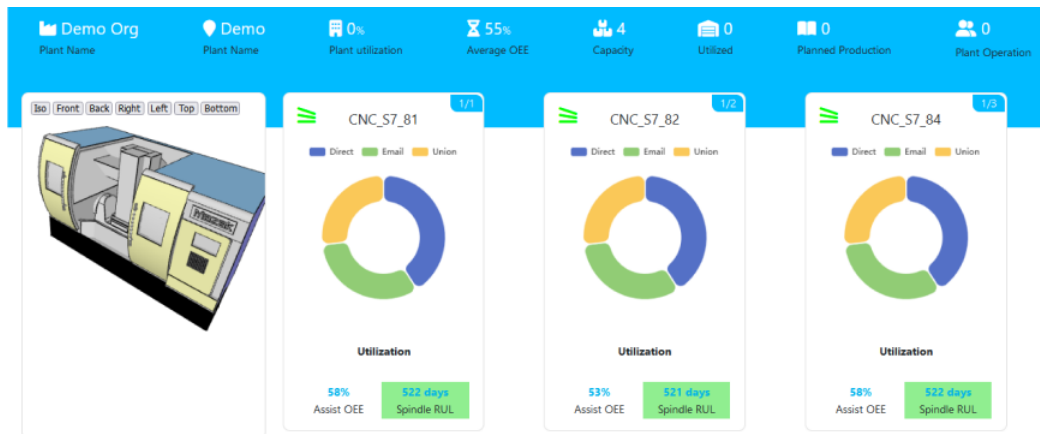 Demo Org
Plant Name
Demo
Plant Name
0%
Plant utilization
55%
Average OEE
4
Capacity
0
Utilized
0
Planned Production
0
Plant Operation
Iso Front Back Right Left Top Bottom
Mazak
1/1
CNC_S7_81
Direct Email Union
Utilization
58%
Assist OEE
522 days
Spindle RUL
1/2
CNC_S7_82
Direct Email Union
Utilization
53%
Assist OEE
521 days
Spindle RUL
1/3
CNC_S7_84
Direct Email Union
Utilization
58%
Assist OEE
522 days
Spindle RUL